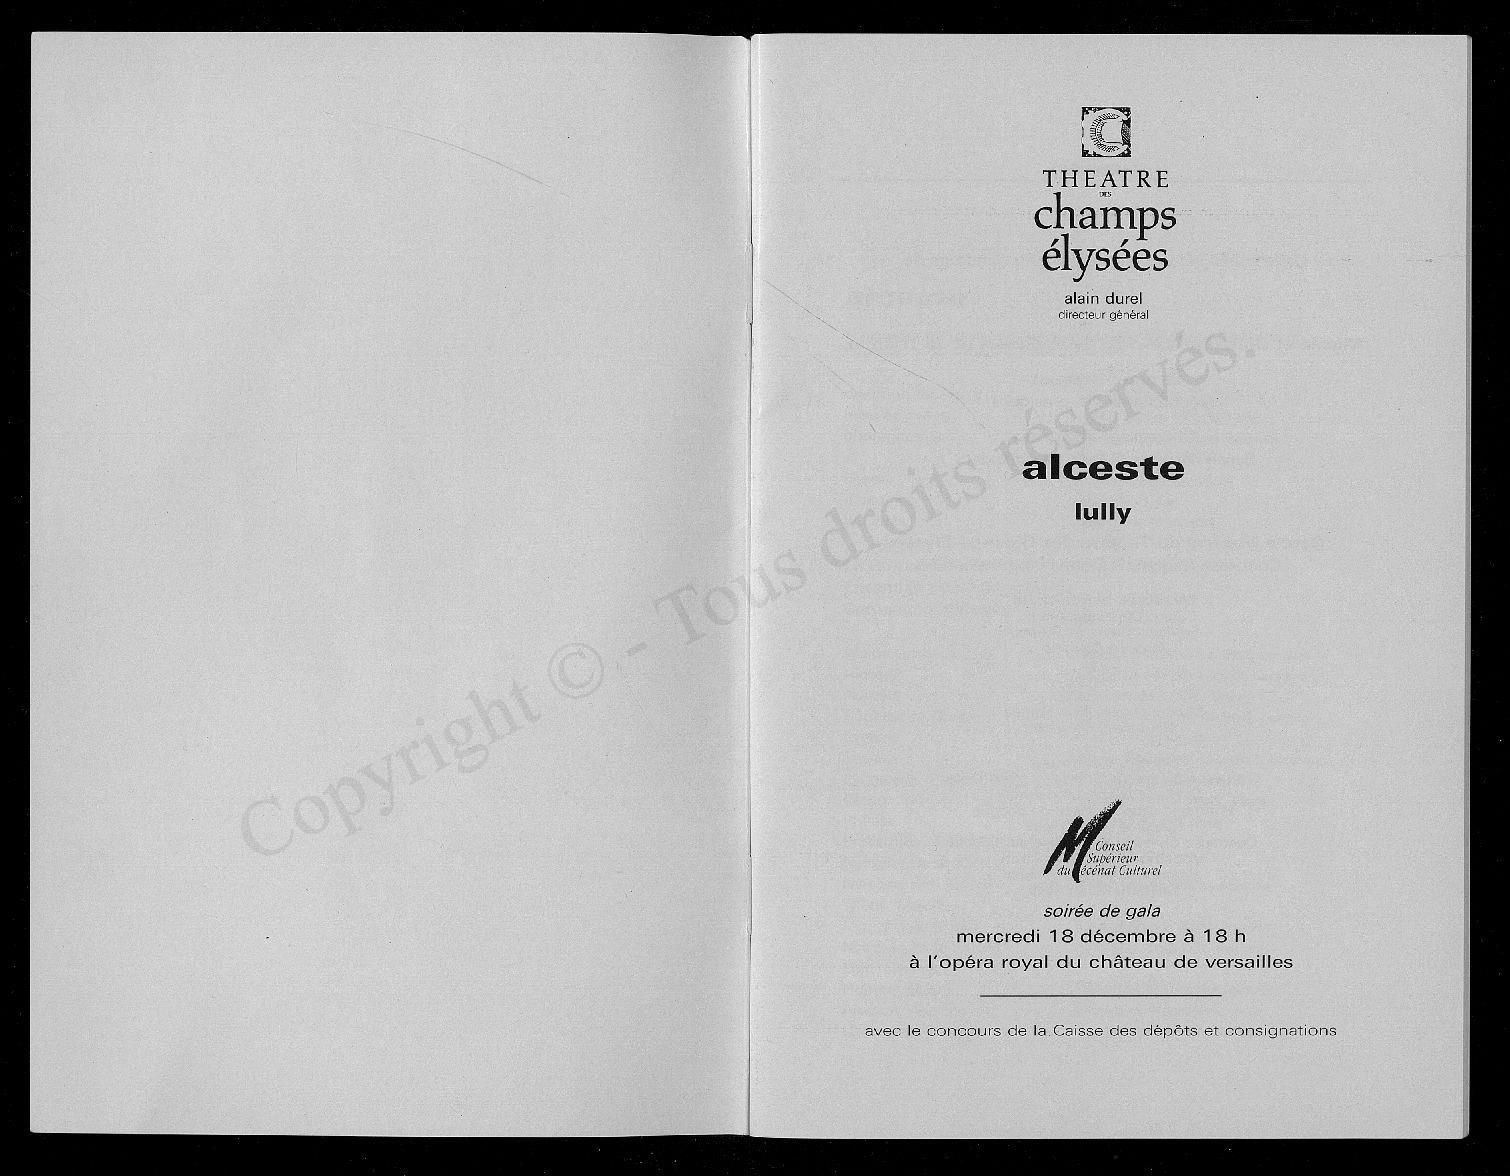 THEATRE
DES
champs
élysées
alain durel
directeur général
alceste
lully
Conseil
Supérieur
du Mécénat Culturel
soirée de gala
mercredi 18 décembre à 18 h
à l'opéra royal du château de versailles
avec le concours de la Caisse des dépôts et consignations
Copyright © - Tous droits réservés.